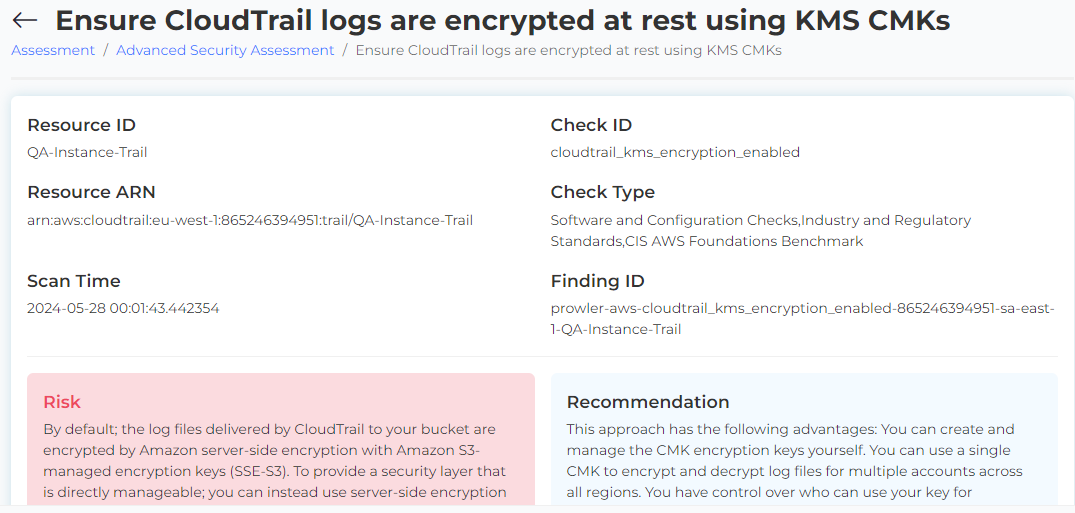 Ensure CloudTrail logs are encrypted at rest using KMS CMKs
Assessment / Advanced Security Assessment / Ensure CloudTrail logs are encrypted at rest using KMS CMKs
Resource ID
QA-Instance-Trail
Check ID
cloudtrail_kms_encryption_enabled
Resource ARN
arn:aws:cloudtrail:eu-west-1:865246394951:trail/QA-Instance-Trail
Check Type
Software and Configuration Checks,Industry and Regulatory
Standards,CIS AWS Foundations Benchmark
Scan Time
2024-05-28 00:01:43.442354
Finding ID
prowler-aws-cloudtrail_kms_encryption_enabled-865246394951-sa-east-
1-QA-Instance-Trail
Risk
By default; the log files delivered by CloudTrail to your bucket are
encrypted by Amazon server-side encryption with Amazon S3-
managed encryption keys (SSE-S3). To provide a security layer that
is directly manageable; you can instead use server-side encryption
Recommendation
This approach has the following advantages: You can create and
manage the CMK encryption keys yourself. You can use a single
CMK to encrypt and decrypt log files for multiple accounts across
all regions. You have control over who can use your key for